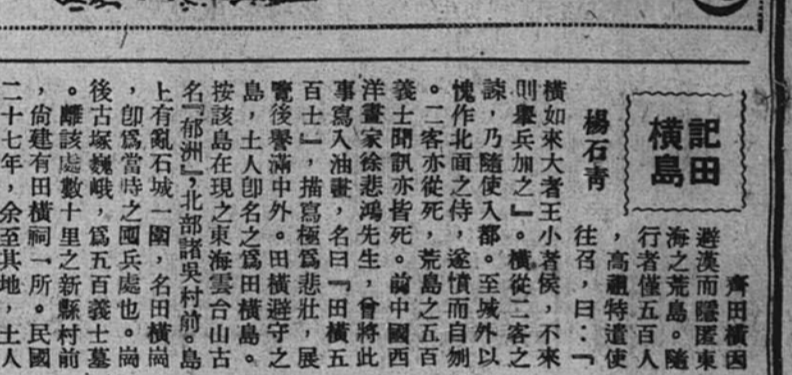 記田
橫島
楊石青
齊田橫因
避漢而隱匿東
海之荒島。隨
行者僅五百人
，高祖特遣使
往召，曰：『
橫如來大者王小者侯，不來
則舉兵加之』。橫從二客之
諫，乃隨使入都。至城外以
愧作北面之侍，遂憤而自刎
。二客亦從死，荒島之五百
義士聞訊亦皆死。前中國西
洋畫家徐悲鴻先生，曾將此
事寫入油畫，名曰『田橫五
百士』，描寫極爲悲壯，展
覽後譽滿中外。田橫避守之
島，土人卽名之爲田橫島。
按該島在現之東海雲台山古
名『郁洲』，北部諸吳村前。島
上有亂石城一圍，名田橫崗
，卽爲當時之國兵處也。崗
後古塚巍峨，爲五百義士墓
。離該處數十里之新縣村前
，尙建有田橫祠一所。民國
二十七年，余至其地，土人